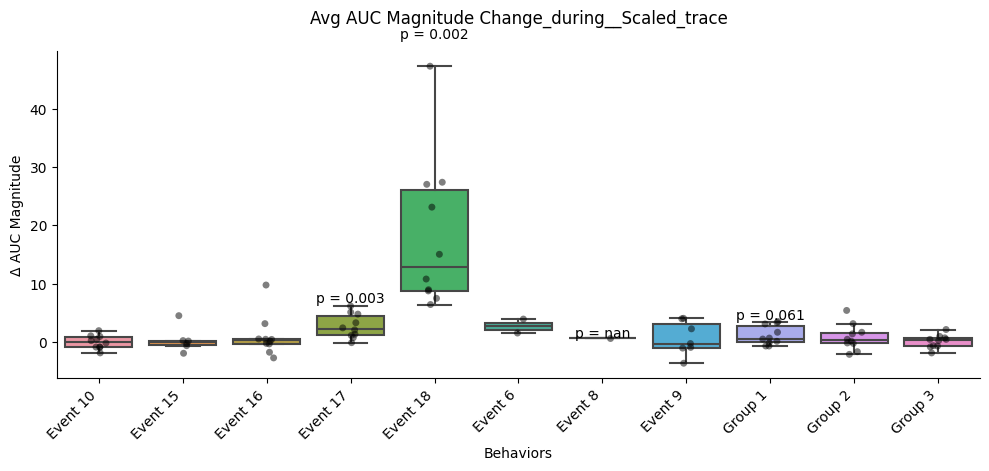 Avg AUC Magnitude Change_during__Scaled_trace
p = 0.002
40
30
Δ AUC Magnitude
20
10
p = 0.003
p = 0.061
p = nan
0
Event 10
Event 15
Event 16
Event 17
Event 18
Event 6
Event 8
Event 9
Group 1
Group 2
Group 3
Behaviors